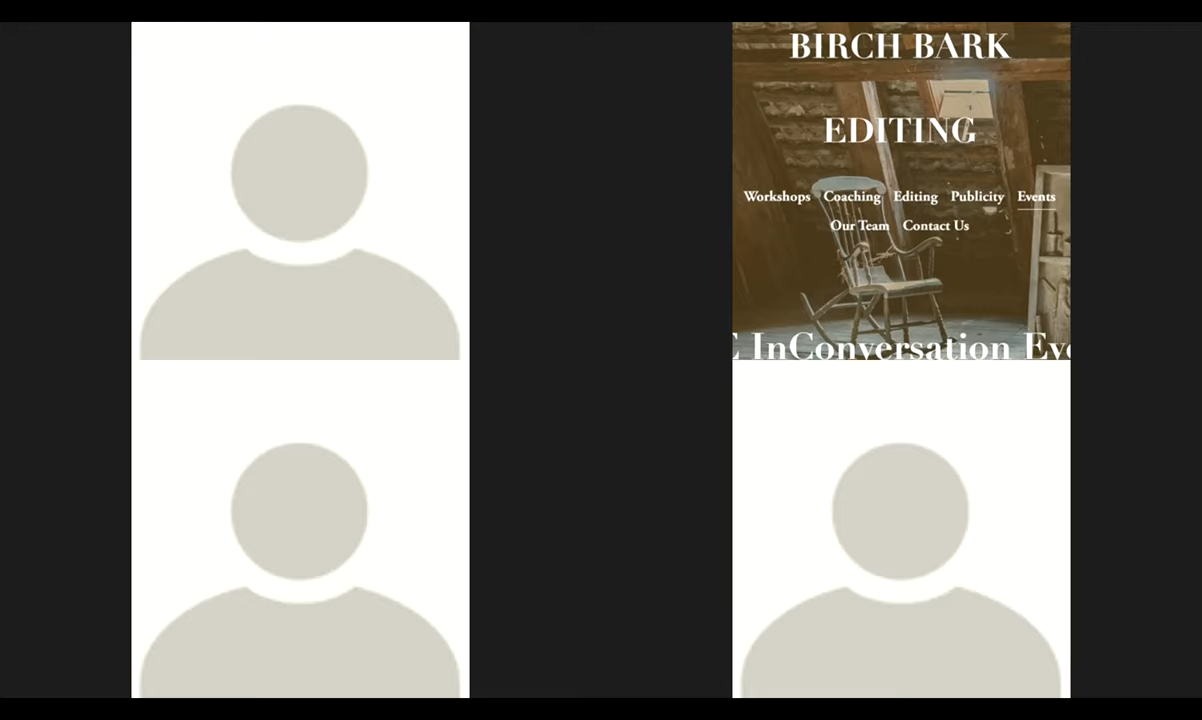 BIRCH BARK
EDITING
Workshops Coaching Editing Publicity Events
Our Team Contact Us
InConversation